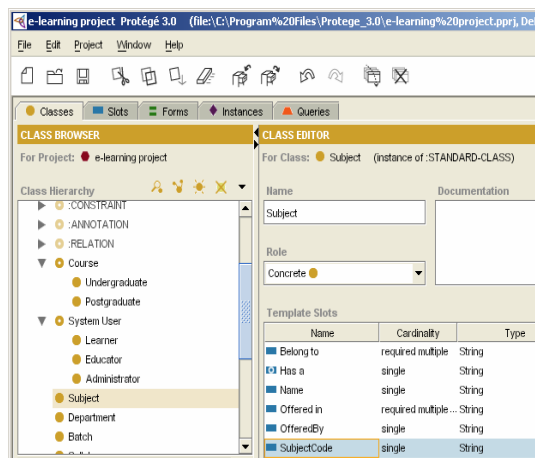 e-learning project Protégé 3.0 (file:\C:\Program%20Files\Protege_3.0\e-learning%20project.pprj, De
File Edit Project Window Help
Classes Slots Forms Instances Queries
CLASS BROWSER
For Project: e-learning project
Class Hierarchy
:CONSTRAINT
:ANNOTATION
:RELATION
Course
Undergraduate
Postgraduate
System User
Learner
Educator
Administrator
Subject
Department
Batch
CLASS EDITOR
For Class: Subject (instance of :STANDARD-CLASS)
Name Documentation
Subject
Role
Concrete
Template Slots
Name Cardinality Type
Belong to required multiple String
Has a single String
Name single String
Offered in required multiple... String
OfferedBy single String
SubjectCode single String